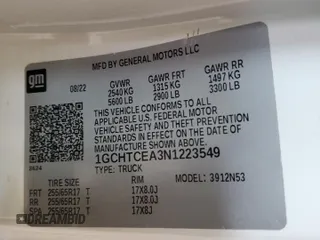 MFD BY GENERAL MOTORS LLC
gm
08/22
GVWR GAWR FRT GAWR RR
2540 KG 1315 KG 1497 KG
5600 LB 2900 LB 3300 LB
THIS VEHICLE CONFORMS TO ALL
APPLICABLE U.S. FEDERAL MOTOR
VEHICLE SAFETY AND THEFT PREVENTION
STANDARDS IN EFFECT ON THE DATE OF
MANUFACTURE SHOWN ABOVE.
1GCHTCEA3N1223549
TYPE: TRUCK MODEL: 3912N53
TIRE SIZE RIM
FRT 255/65R17 T 17X8.0J
RR 255/65R17 T 17X8.0J
SPA 255/65R17 T 17X8.0J
DREAMBID